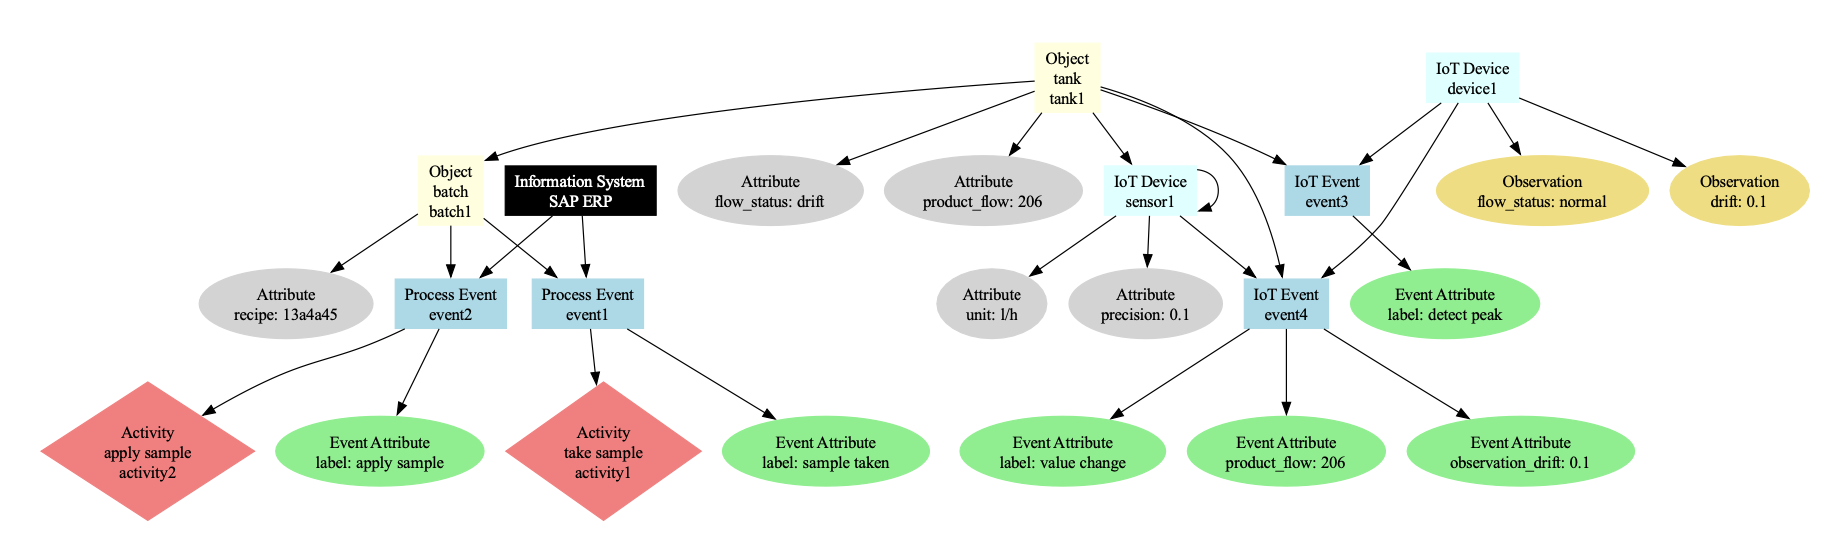 Object
tank
tank1
IoT Device
device1
Object
batch
batch1
Information System
SAP ERP
Attribute
flow_status: drift
Attribute
product_flow: 206
IoT Device
sensor1
IoT Event
event3
Observation
flow_status: normal
Observation
drift: 0.1
Attribute
recipe: 13a4a45
Process Event
event2
Process Event
event1
Attribute
unit: l/h
Attribute
precision: 0.1
IoT Event
event4
Event Attribute
label: detect peak
Activity
apply sample
activity2
Event Attribute
label: apply sample
Activity
take sample
activity1
Event Attribute
label: sample taken
Event Attribute
label: value change
Event Attribute
product_flow: 206
Event Attribute
observation_drift: 0.1